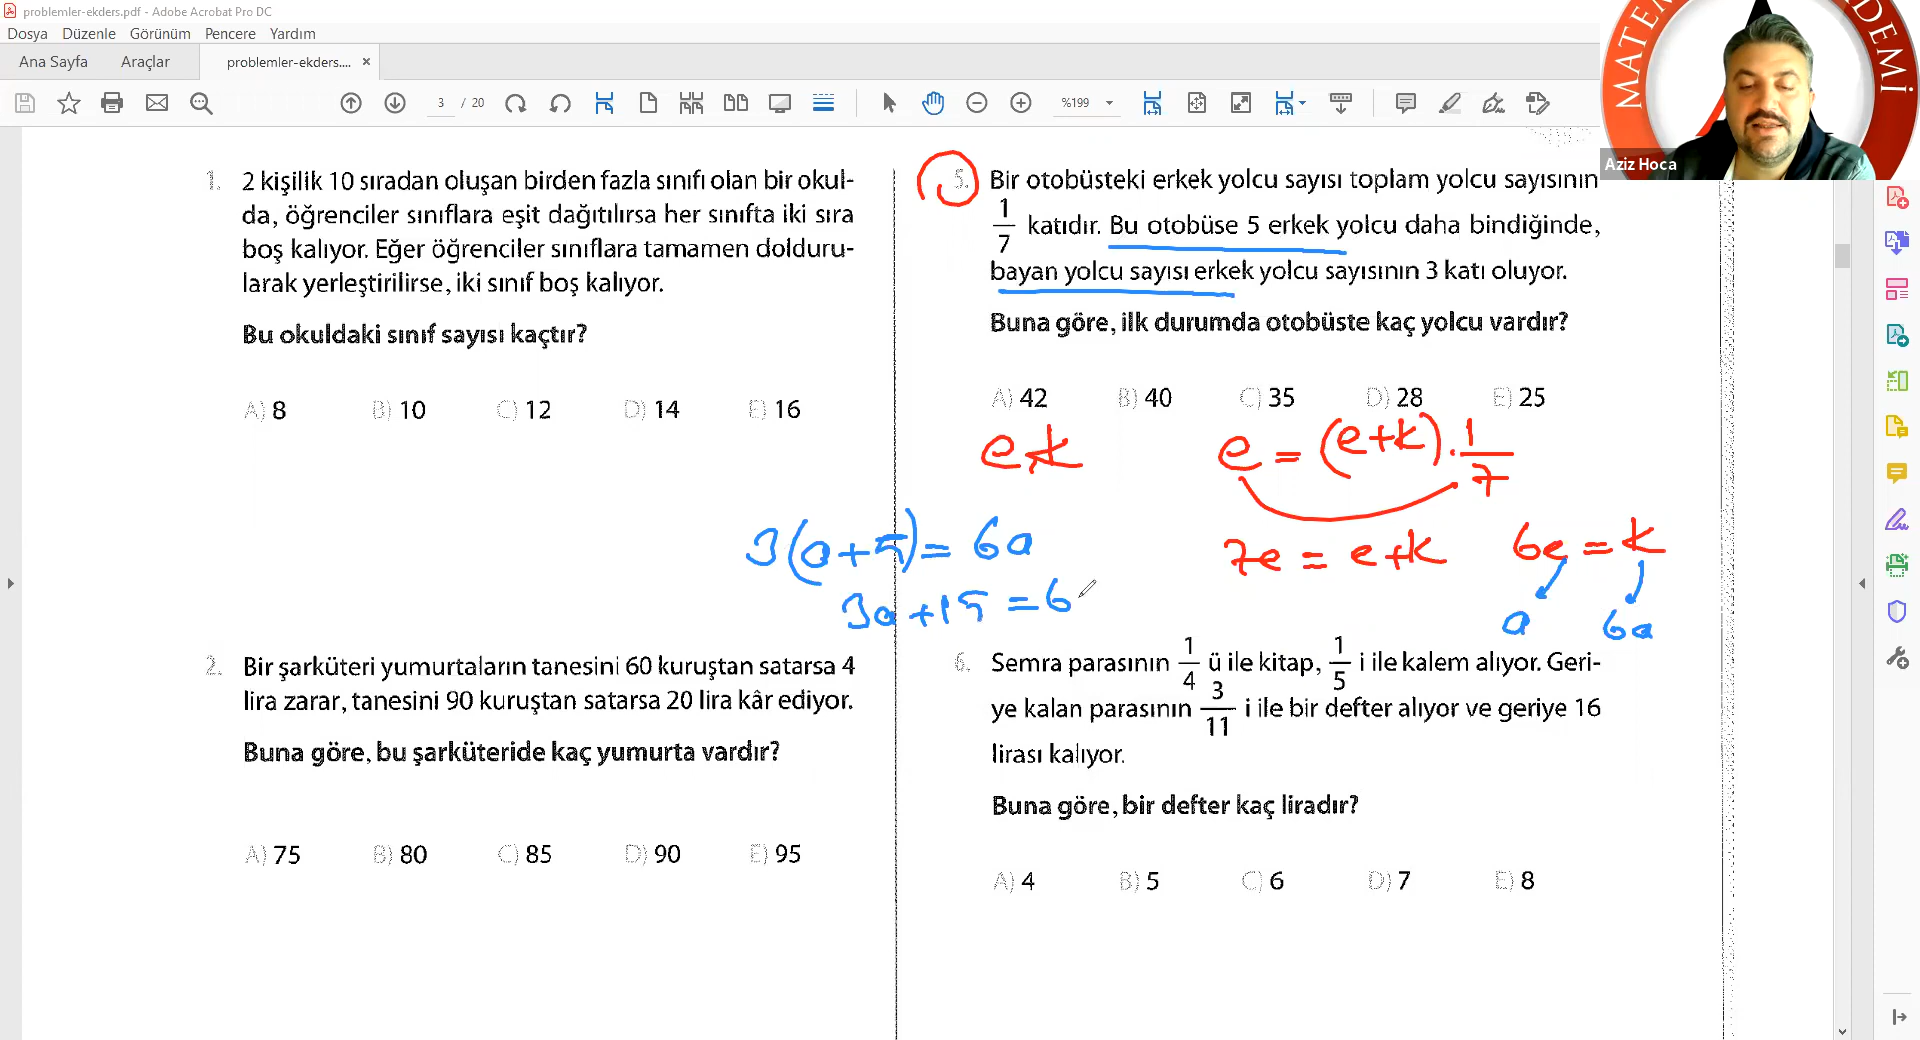 problemler-ekders.pdf - Adobe Acrobat Pro DC
Dosya Düzenle Görünüm Pencere Yardım
Ana Sayfa Araçlar problemler-ekders.... ×
3 / 20 %199
MATEM DEMİ
Aziz Hoca
1. 2 kişilik 10 sıradan oluşan birden fazla sınıfı olan bir okul-
da, öğrenciler sınıflara eşit dağıtılırsa her sınıfta iki sıra
boş kalıyor. Eğer öğrenciler sınıflara tamamen dolduru-
larak yerleştirilirse, iki sınıf boş kalıyor.
Bu okuldaki sınıf sayısı kaçtır?
A) 8 B) 10 C) 12 D) 14 E) 16
2. Bir şarküteri yumurtaların tanesini 60 kuruştan satarsa 4
lira zarar, tanesini 90 kuruştan satarsa 20 lira kâr ediyor.
Buna göre, bu şarküteride kaç yumurta vardır?
A) 75 B) 80 C) 85 D) 90 E) 95
5. Bir otobüsteki erkek yolcu sayısı toplam yolcu sayısının
1/7 katıdır. Bu otobüse 5 erkek yolcu daha bindiğinde,
bayan yolcu sayısı erkek yolcu sayısının 3 katı oluyor.
Buna göre, ilk durumda otobüste kaç yolcu vardır?
A) 42 B) 40 C) 35 D) 28 E) 25
e, k e = (e+k) . 1/7
3(a+5) = 6a 7e = e+k 6e = k
3a+15 = 6 a 6a
6. Semra parasının 1/4 ü ile kitap, 1/5 i ile kalem alıyor. Geri-
ye kalan parasının 3/11 i ile bir defter alıyor ve geriye 16
lirası kalıyor.
Buna göre, bir defter kaç liradır?
A) 4 B) 5 C) 6 D) 7 E) 8